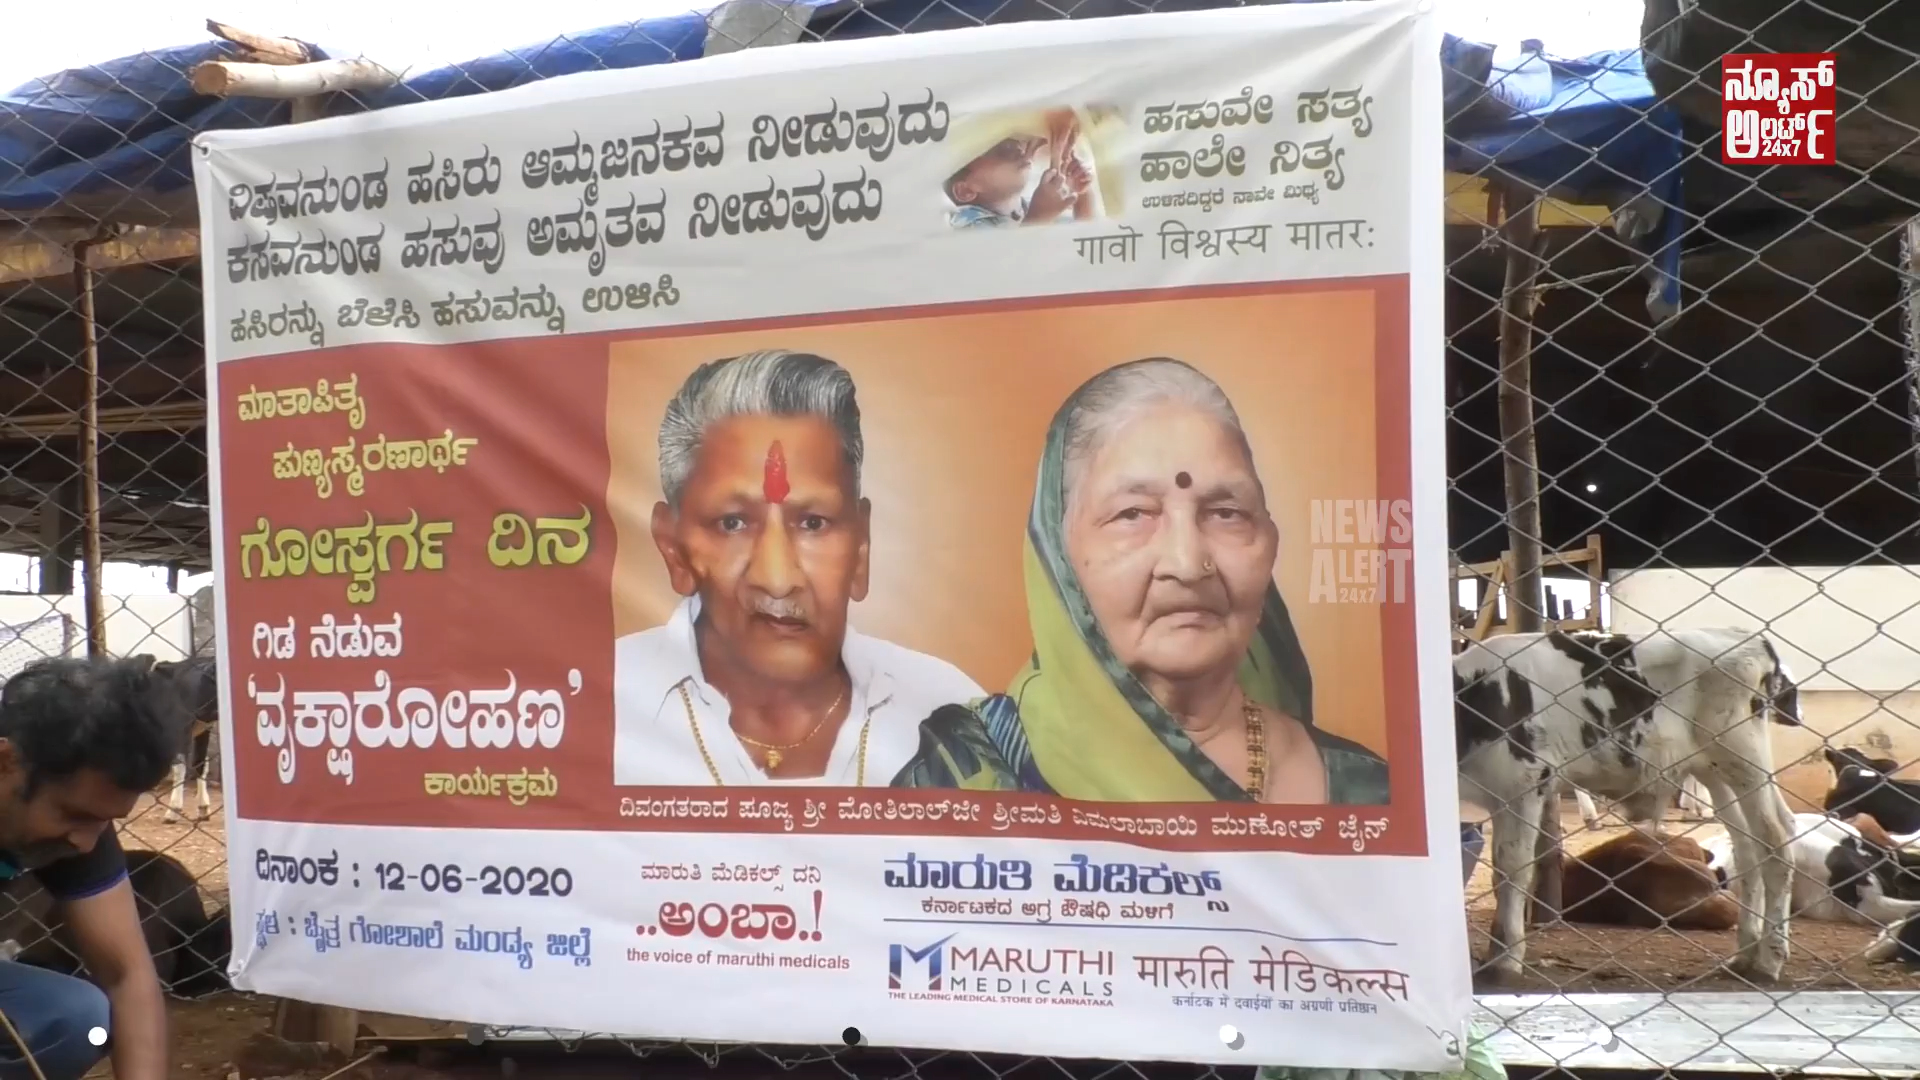 ವಿಷವನುಂಡ ಹಸಿರು ಆಮ್ಮಜನಕವ ನೀಡುವುದು
ಕಸವನುಂಡ ಹಸುವು ಅಮೃತವ ನೀಡುವುದು
ಹಸಿರನ್ನು ಬೆಳೆಸಿ ಹಸುವನ್ನು ಉಳಿಸಿ
ಹಸುವೇ ಸತ್ಯ
ಹಾಲೇ ನಿತ್ಯ
ಉಳಿಸದಿದ್ದರೆ ನಾವೇ ಮಿಥ್ಯ
गावो विश्वस्य मातर:
ನ್ಯೂಸ್
ಅಲರ್ಟ್
24x7
ಮಾತಾಪಿತೃ
ಪುಣ್ಯಸ್ಮರಣಾರ್ಥ
ಗೋಸ್ವರ್ಗ ದಿನ
ಗಿಡ ನೆಡುವ
'ವೃಕ್ಷಾರೋಹಣ'
ಕಾರ್ಯಕ್ರಮ
NEWS
ALERT
24x7
ದಿವಂಗತರಾದ ಪೂಜ್ಯ ಶ್ರೀ ಮೋತಿಲಾಲ್‌ಜೀ ಶ್ರೀಮತಿ ವಿಮಲಾಬಾಯಿ ಮುಣೋತ್ ಜೈನ್
ದಿನಾಂಕ : 12-06-2020
ಸ್ಥಳ : ಚೈತ್ರ ಗೋಶಾಲೆ ಮಂಡ್ಯ ಜಿಲ್ಲೆ
ಮಾರುತಿ ಮೆಡಿಕಲ್ಸ್ ದನಿ
..ಅಂಬಾ.!
the voice of maruthi medicals
ಮಾರುತಿ ಮೆಡಿಕಲ್ಸ್
ಕರ್ನಾಟಕದ ಅಗ್ರ ಔಷಧಿ ಮಳಿಗೆ
MARUTHI
MEDICALS
THE LEADING MEDICAL STORE OF KARNATAKA
मारुति मेडिकल्स
कर्नाटक में दवाईयों का अग्रणी प्रतिष्ठान